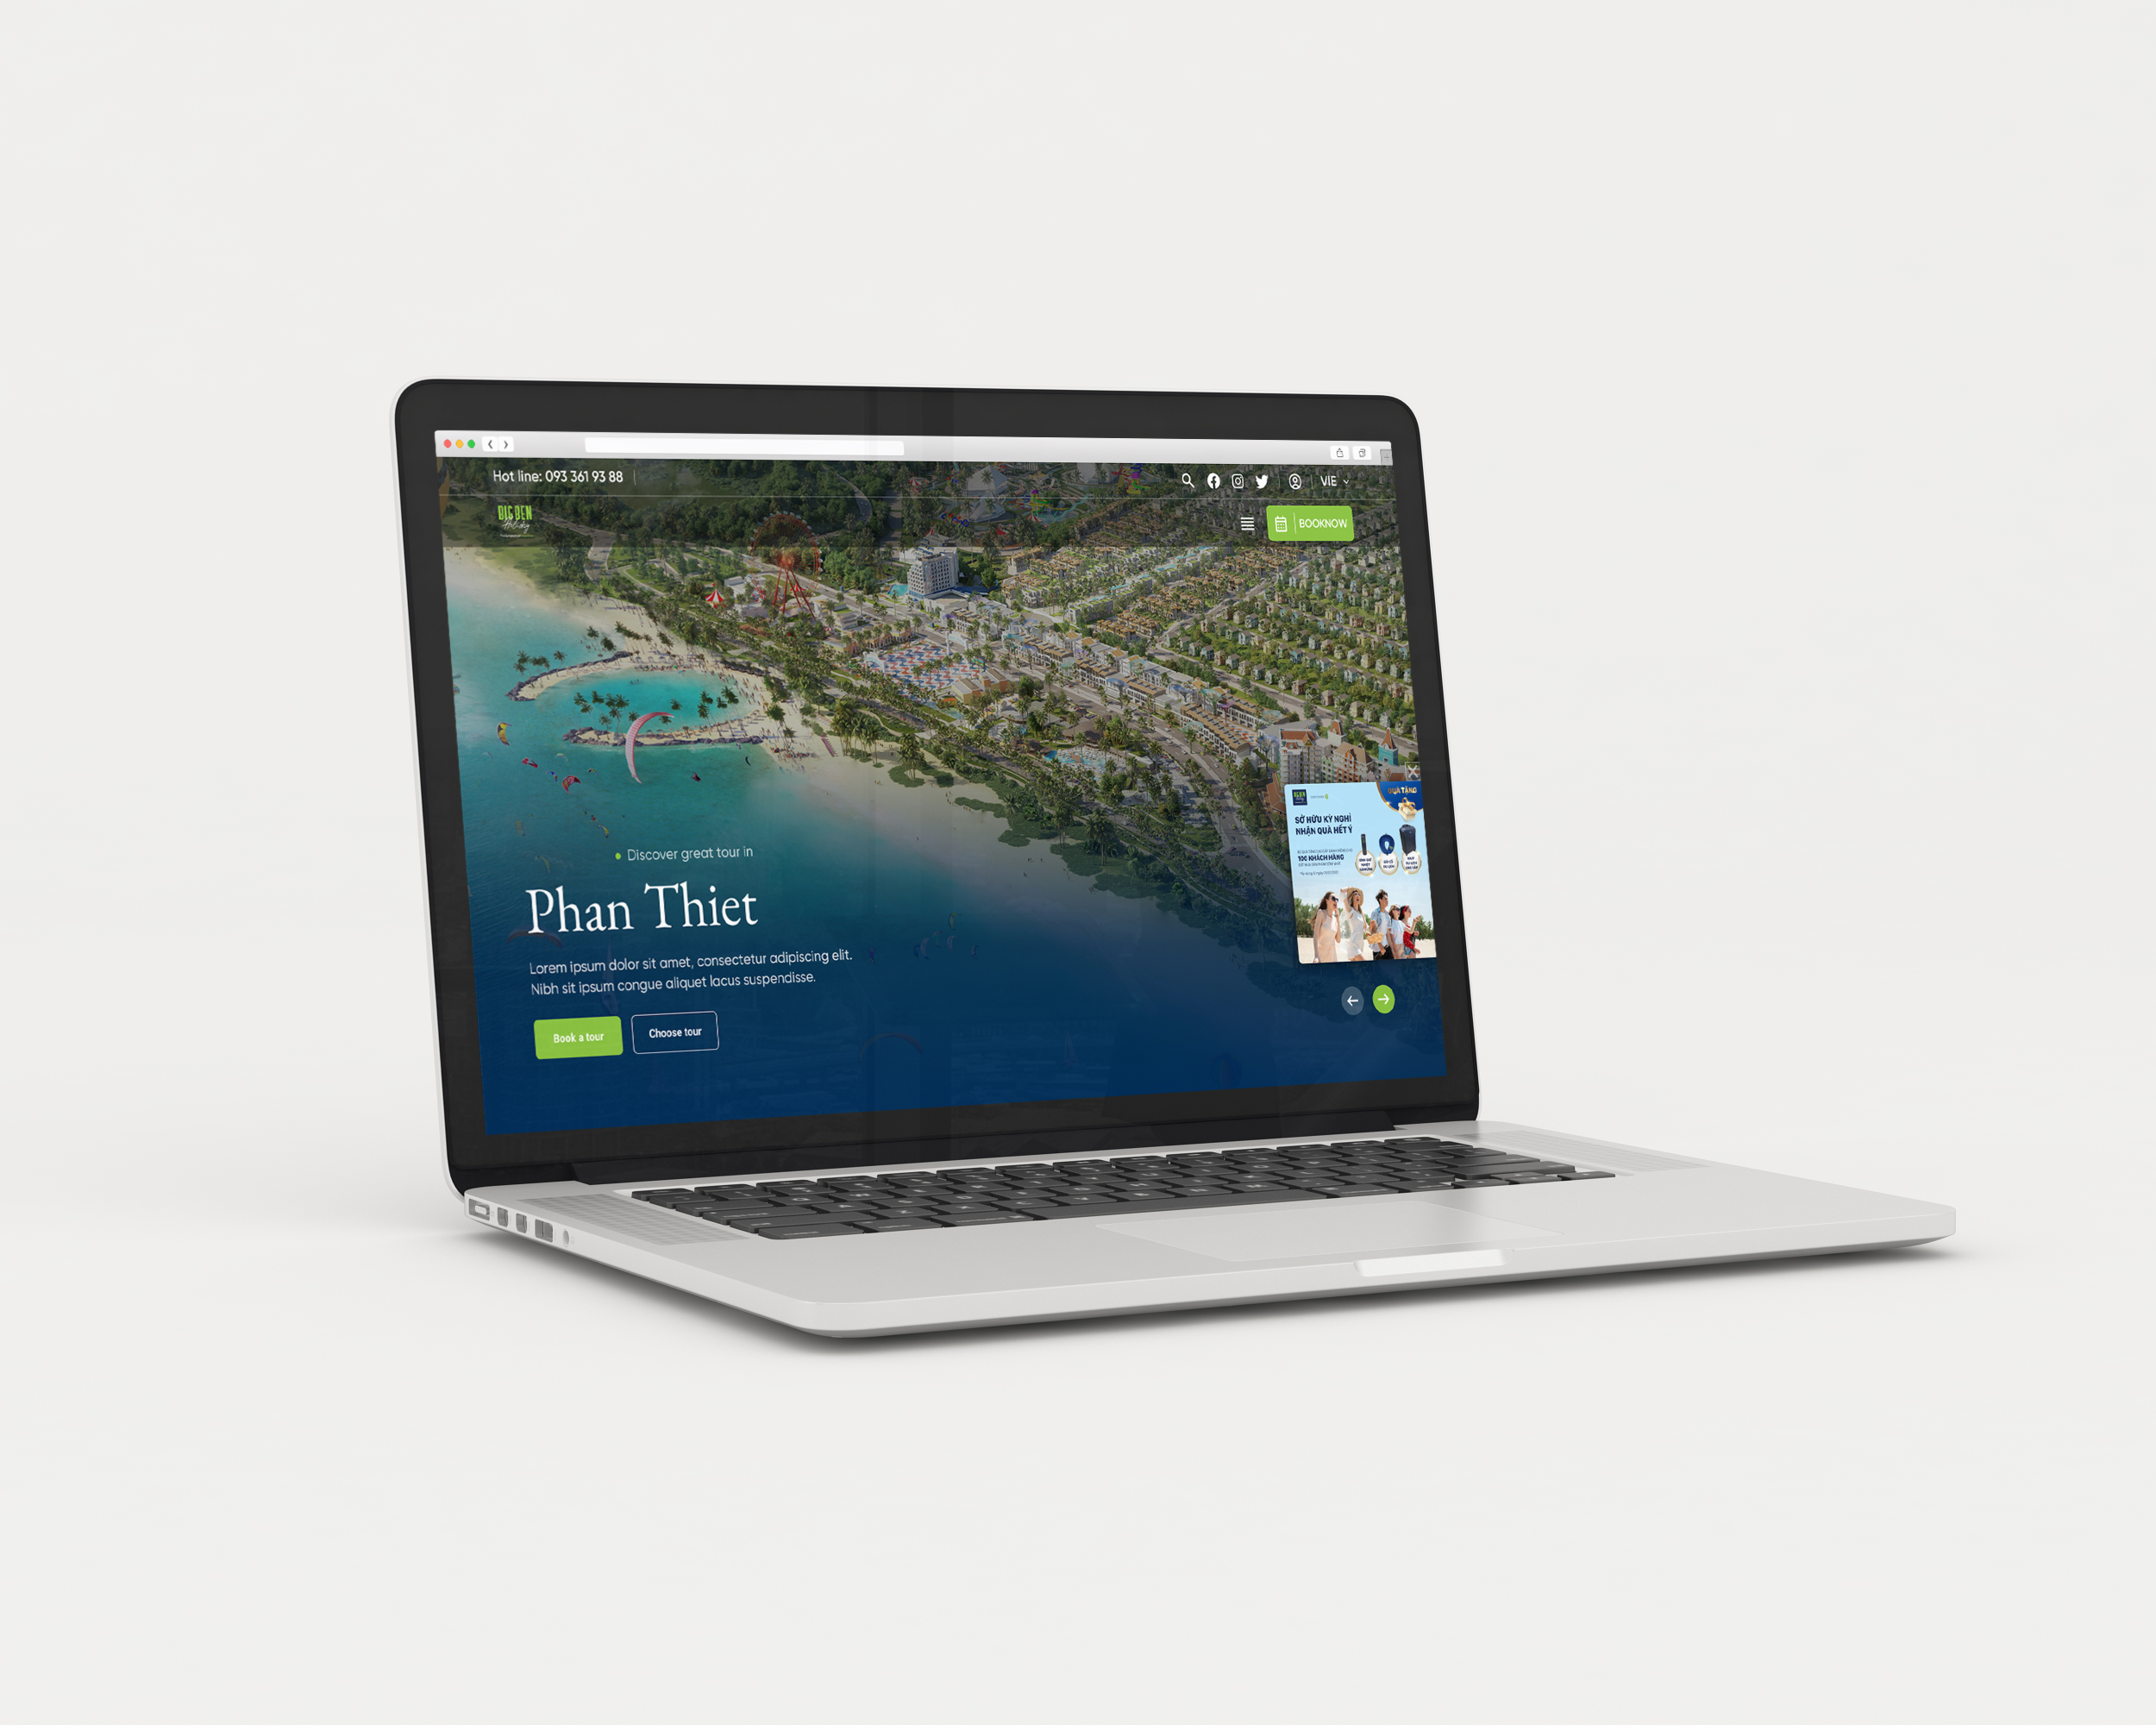 Hot line: 093 361 93 88
VIE
BIG BEN
Holiday
BOOKNOW
Discover great tour in
Phan Thiet
Lorem ipsum dolor sit amet, consectetur adipiscing elit.
Nibh sit ipsum congue aliquet lacus suspendisse.
Book a tour
Choose tour
QUÀ TẶNG
SỞ HỮU KỲ NGHỈ
NHẬN QUÀ HẾT Ý
100 KHÁCH HÀNG